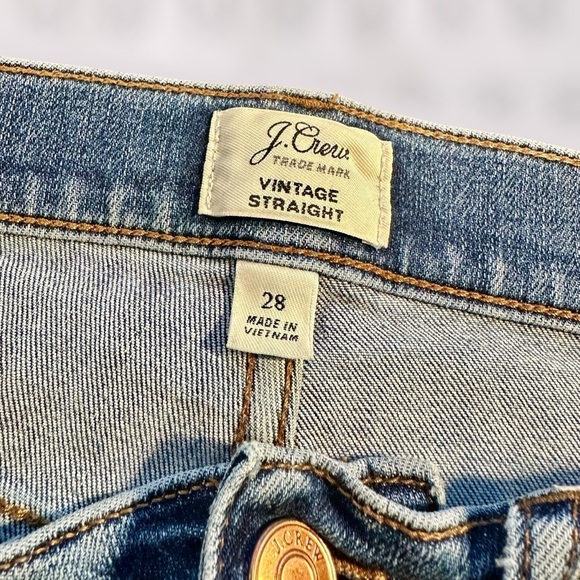 J.Crew
TRADE MARK
VINTAGE
STRAIGHT
28
MADE IN
VIETNAM
J.CREW